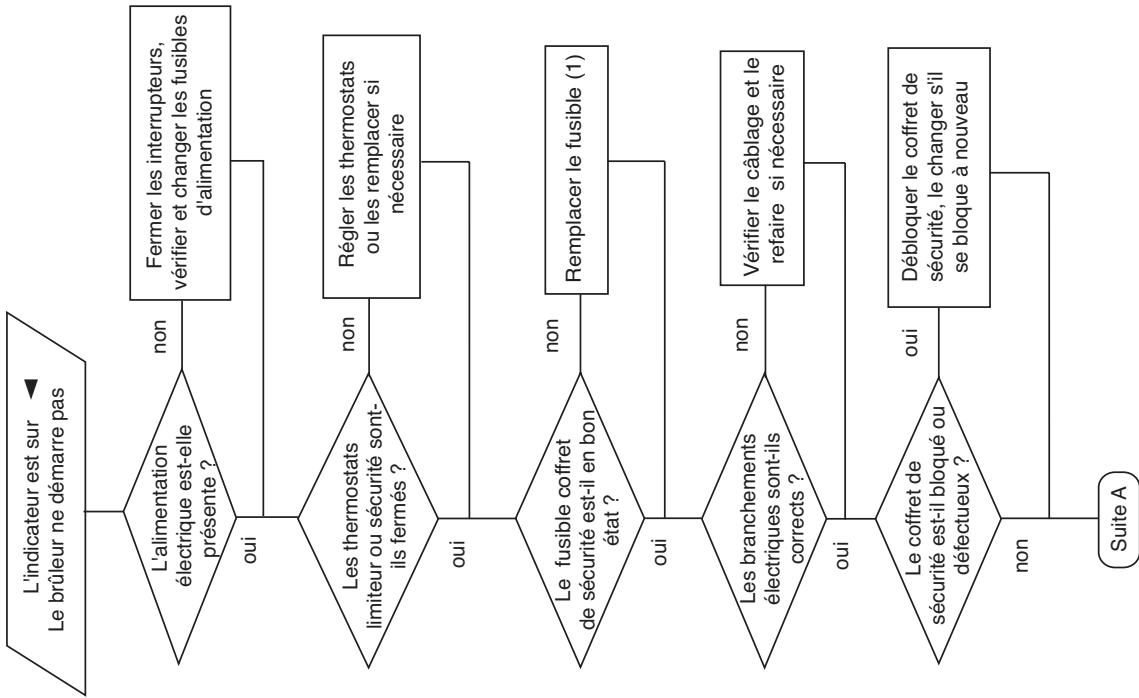 L'indicateur est sur ◄
Le brûleur ne démarre pas
L'alimentation
électrique est-elle
présente ?
non
Fermer les interrupteurs,
vérifier et changer les fusibles
d'alimentation
oui
Les thermostats
limiteur ou sécurité sont-
ils fermés ?
non
Régler les thermostats
ou les remplacer si
nécessaire
oui
Le fusible coffret
de sécurité est-il en bon
état ?
non
Remplacer le fusible (1)
oui
Les branchements
électriques sont-ils
corrects ?
non
Vérifier le câblage et le
refaire si nécessaire
oui
Le coffret de
sécurité est-il bloqué ou
défectueux ?
oui
Débloquer le coffret de
sécurité, le changer s'il
se bloque à nouveau
non
Suite A